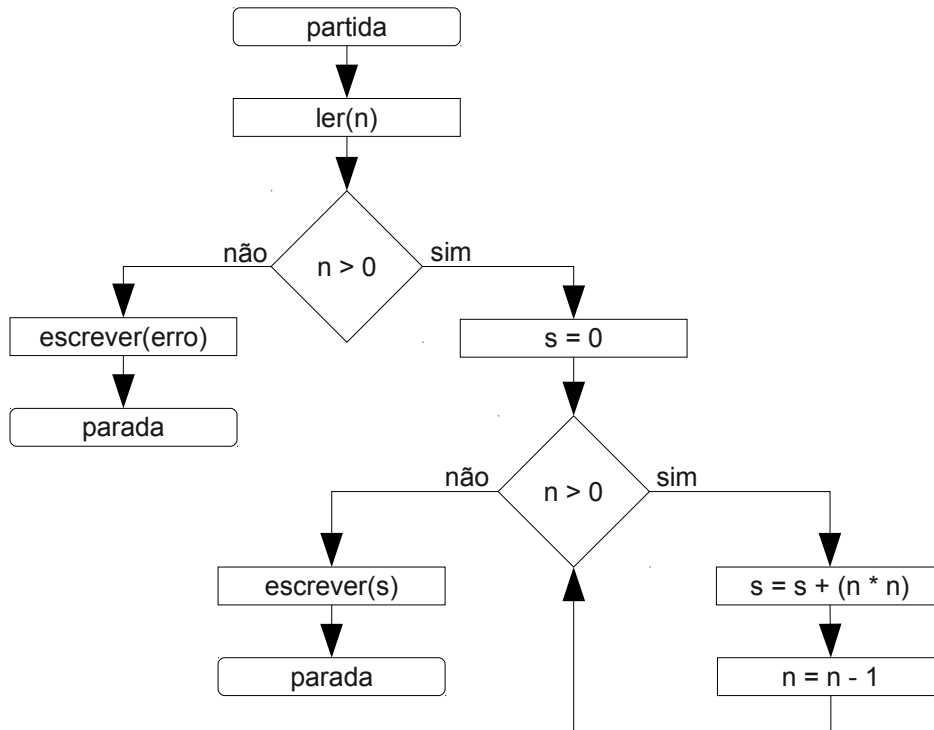 partida
ler(n)
não
sim
n > 0
escrever(erro)
s = 0
parada
não
sim
n > 0
escrever(s)
s = s + (n * n)
parada
n = n - 1